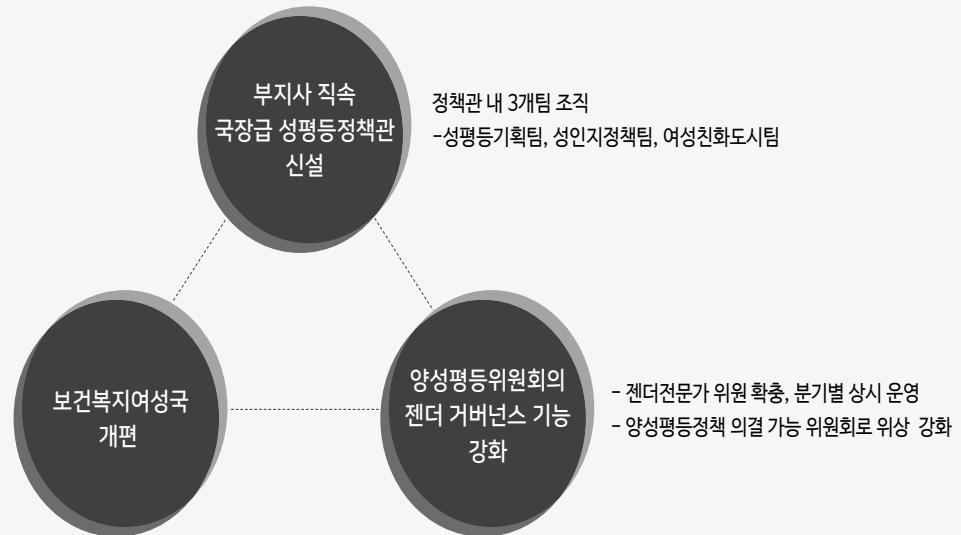 부지사 직속
국장급 성평등정책관
신설
정책관 내 3개팀 조직
-성평등기획팀, 성인지정책팀, 여성친화도시팀
보건복지여성국
개편
양성평등위원회의
젠더 거버넌스 기능
강화
- 젠더전문가 위원 확충, 분기별 상시 운영
- 양성평등정책 의결 가능 위원회로 위상 강화